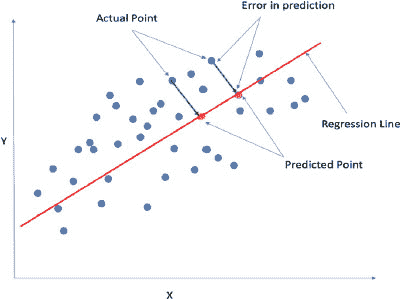 Actual Point
Error in prediction
Regression Line
Y
Predicted Point
X